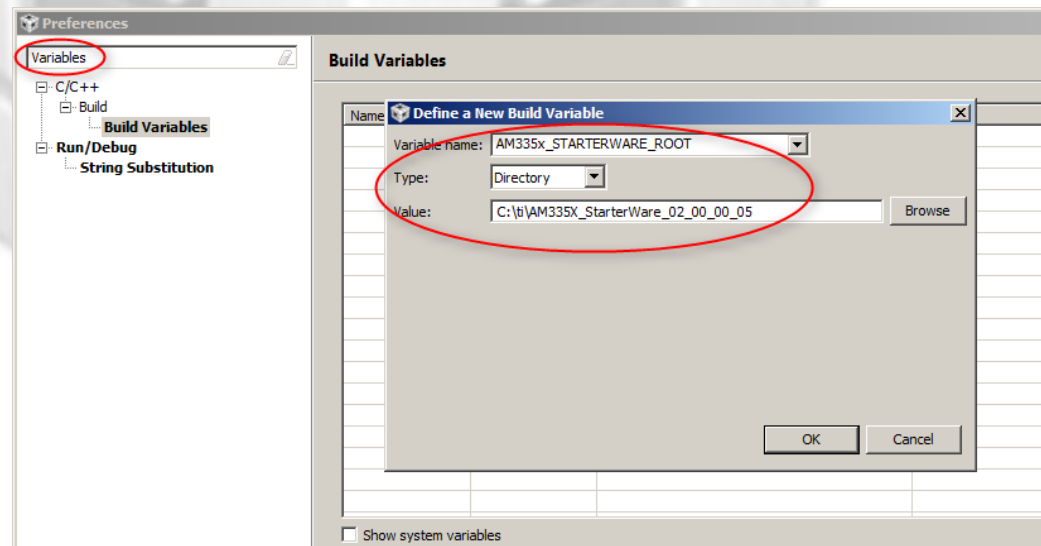 Preferences
Variables
C/C++
Build
Build Variables
Run/Debug
String Substitution
Build Variables
Name
Define a New Build Variable
Variable name: AM335x_STARTERWARE_ROOT
Type: Directory
Value: C:\ti\AM335X_StarterWare_02_00_00_05 Browse
OK Cancel
Show system variables